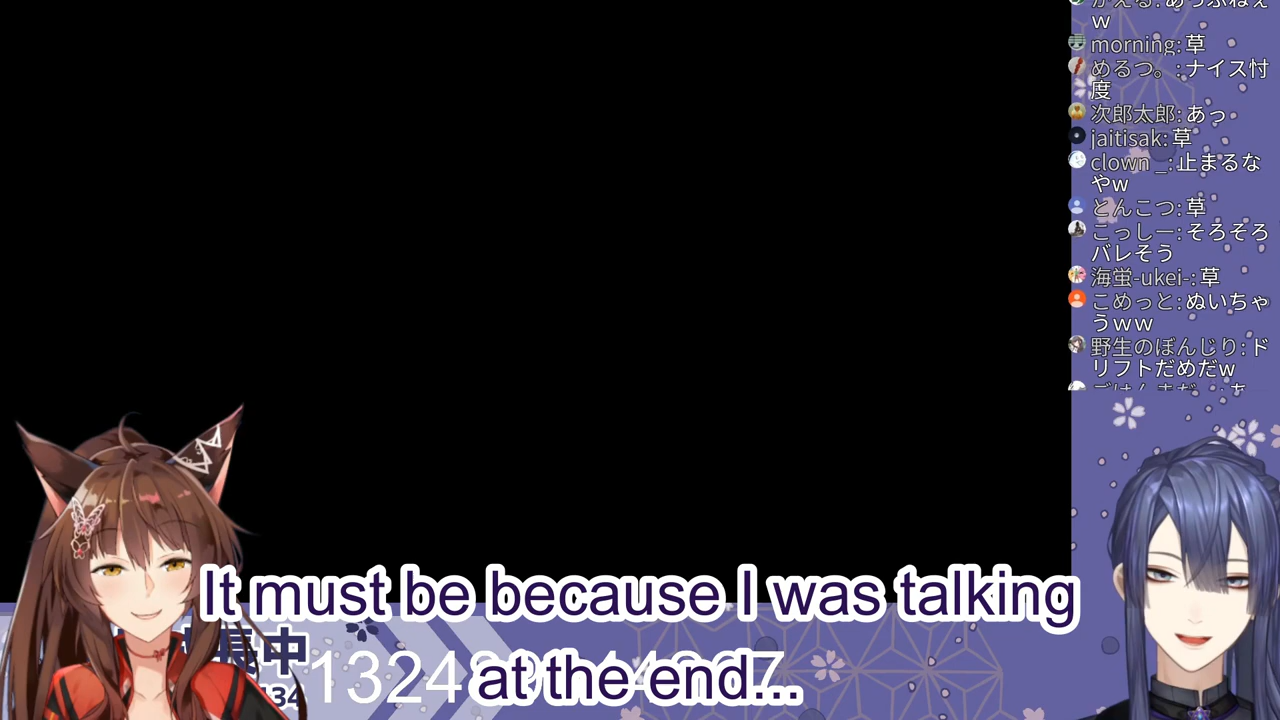 w
morning:草
めるつ。:ナイス忖
度
次郎太郎:あっ
jaitisak:草
clown_:止まるな
やw
とんこつ:草
こっしー:そろそろ
バレそう
海蛍-ukei-:草
こめっと:ぬいちゃ
うww
野生のぼんじり:ド
リフトだめだw
It must be because I was talking
at the end...
中
1324